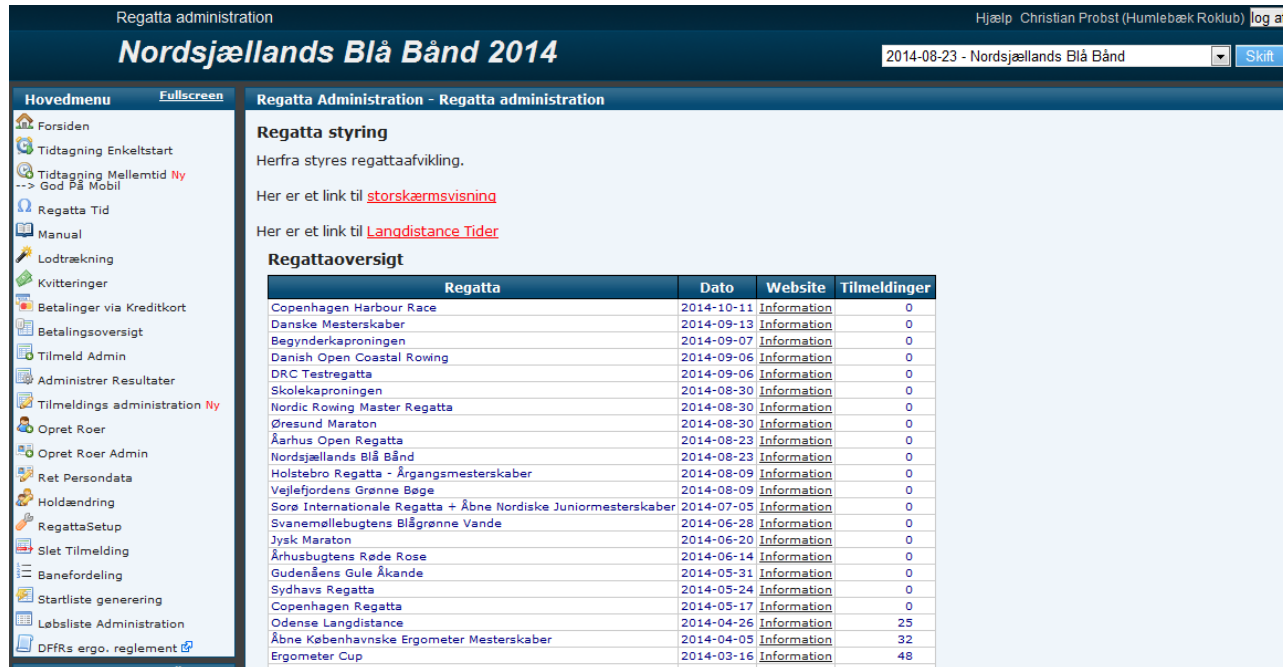 Regatta administration
Hjælp Christian Probst (Humlebæk Roklub) log af
Nordsjællands Blå Bånd 2014
2014-08-23 - Nordsjællands Blå Bånd
Skift
Hovedmenu Fullscreen
Forsiden
Tidtagning Enkeltstart
Tidtagning Mellemtid Ny
--> God På Mobil
Regatta Tid
Manual
Lodtrækning
Kvitteringer
Betalinger via Kreditkort
Betalingsoversigt
Tilmeld Admin
Administrer Resultater
Tilmeldings administration Ny
Opret Roer
Opret Roer Admin
Ret Persondata
Holdændring
RegattaSetup
Slet Tilmelding
Banefordeling
Startliste generering
Løbsliste Administration
DFfRs ergo. reglement
Regatta Administration - Regatta administration
Regatta styring
Herfra styres regattaafvikling.
Her er et link til storskærmsvisning
Her er et link til Langdistance Tider
Regattaoversigt
Regatta Dato Website Tilmeldinger
Copenhagen Harbour Race 2014-10-11 Information 0
Danske Mesterskaber 2014-09-13 Information 0
Begynderkaproningen 2014-09-07 Information 0
Danish Open Coastal Rowing 2014-09-06 Information 0
DRC Testregatta 2014-09-06 Information 0
Skolekaproningen 2014-08-30 Information 0
Nordic Rowing Master Regatta 2014-08-30 Information 0
Øresund Maraton 2014-08-30 Information 0
Åarhus Open Regatta 2014-08-23 Information 0
Nordsjællands Blå Bånd 2014-08-23 Information 0
Holstebro Regatta - Årgangsmesterskaber 2014-08-09 Information 0
Vejlefjordens Grønne Bøge 2014-08-09 Information 0
Sorø Internationale Regatta + Åbne Nordiske Juniormesterskaber 2014-07-05 Information 0
Svanemøllebugtens Blågrønne Vande 2014-06-28 Information 0
Jysk Maraton 2014-06-20 Information 0
Århusbugtens Røde Rose 2014-06-14 Information 0
Gudenåens Gule Åkande 2014-05-31 Information 0
Sydhavs Regatta 2014-05-24 Information 0
Copenhagen Regatta 2014-05-17 Information 0
Odense Langdistance 2014-04-26 Information 25
Åbne Københavnske Ergometer Mesterskaber 2014-04-05 Information 32
Ergometer Cup 2014-03-16 Information 48